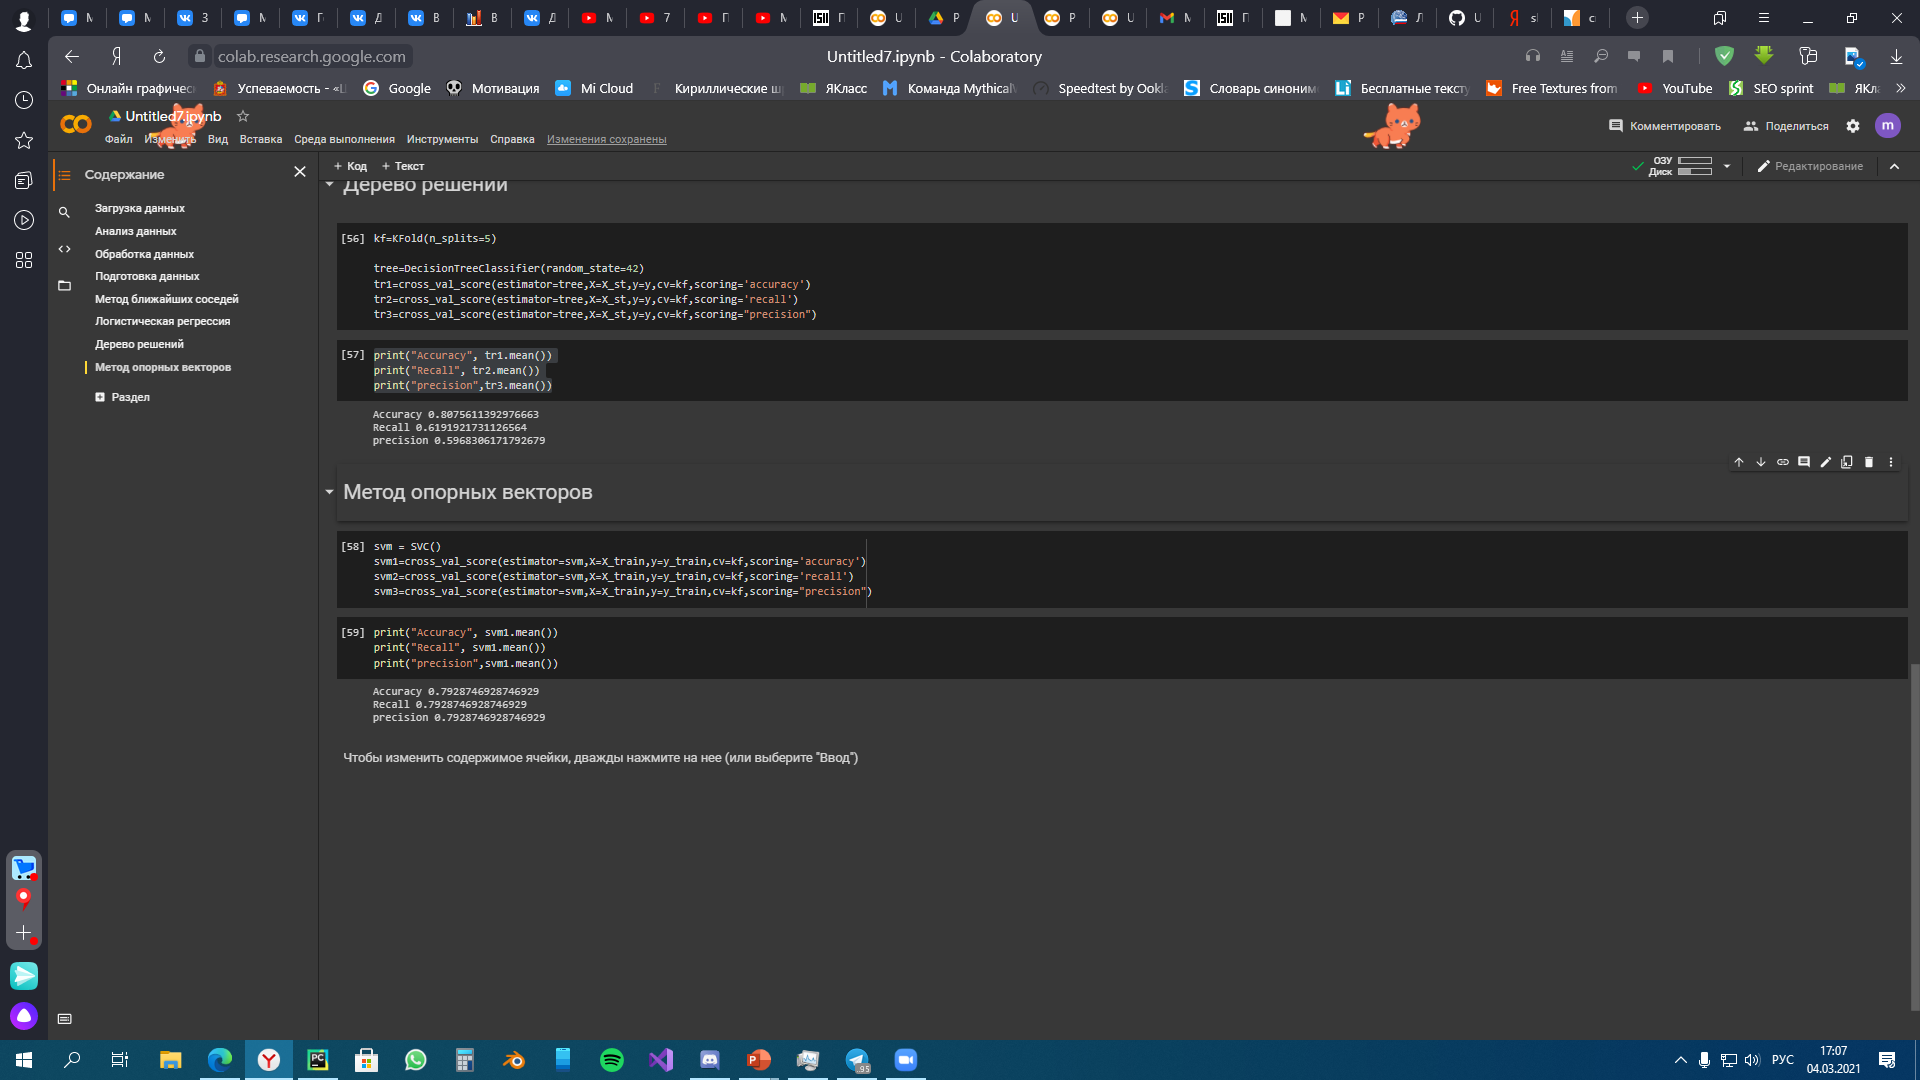 Untitled7.ipynb - Colaboratory
colab.research.google.com
Онлайн графичес
Успеваемость - «Ц
Google
Мотивация
Mi Cloud
Кириллические ш
ЯКласс
Команда Mythical
Speedtest by Ookl
Словарь синоним
Бесплатные тексту
Free Textures from
YouTube
SEO sprint
ЯКл
Untitled7.ipynb
Файл Изменить Вид Вставка Среда выполнения Инструменты Справка Изменения сохранены
Комментировать
Поделиться
m
Содержание
+ Код + Текст
ОЗУ
Диск
Редактирование
Загрузка данных
Анализ данных
Обработка данных
Подготовка данных
Метод ближайших соседей
Логистическая регрессия
Дерево решений
Метод опорных векторов
Раздел
Дерево решений
[56] kf=KFold(n_splits=5)
tree=DecisionTreeClassifier(random_state=42)
tr1=cross_val_score(estimator=tree,X=X_st,y=y,cv=kf,scoring='accuracy')
tr2=cross_val_score(estimator=tree,X=X_st,y=y,cv=kf,scoring='recall')
tr3=cross_val_score(estimator=tree,X=X_st,y=y,cv=kf,scoring="precision")
[57] print("Accuracy", tr1.mean())
print("Recall", tr2.mean())
print("precision",tr3.mean())
Accuracy 0.8075611392976663
Recall 0.6191921731126564
precision 0.5968306171792679
Метод опорных векторов
[58] svm = SVC()
svm1=cross_val_score(estimator=svm,X=X_train,y=y_train,cv=kf,scoring='accuracy')
svm2=cross_val_score(estimator=svm,X=X_train,y=y_train,cv=kf,scoring='recall')
svm3=cross_val_score(estimator=svm,X=X_train,y=y_train,cv=kf,scoring="precision")
[59] print("Accuracy", svm1.mean())
print("Recall", svm1.mean())
print("precision",svm1.mean())
Accuracy 0.7928746928746929
Recall 0.7928746928746929
precision 0.7928746928746929
Чтобы изменить содержимое ячейки, дважды нажмите на нее (или выберите "Ввод")
РУС
17:07
04.03.2021